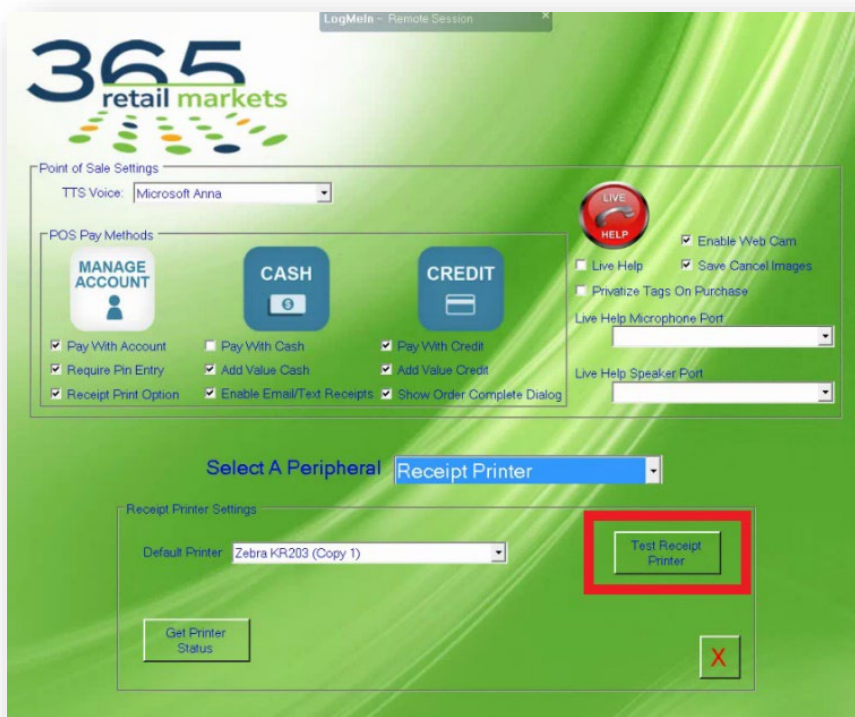 LogMeIn - Remote Session
365
retail markets
Point of Sale Settings
TTS Voice: Microsoft Anna
POS Pay Methods
MANAGE
ACCOUNT
CASH
CREDIT
Pay With Account
Pay With Cash
Pay With Credit
Require Pin Entry
Add Value Cash
Add Value Credit
Receipt Print Option
Enable Email/Text Receipts
Show Order Complete Dialog
LIVE
HELP
Enable Web Cam
Live Help
Save Cancel Images
Privatize Tags On Purchase
Live Help Microphone Port
Live Help Speaker Port
Select A Peripheral Receipt Printer
Receipt Printer Settings
Default Printer Zebra KR203 (Copy 1)
Test Receipt
Printer
Get Printer
Status
X